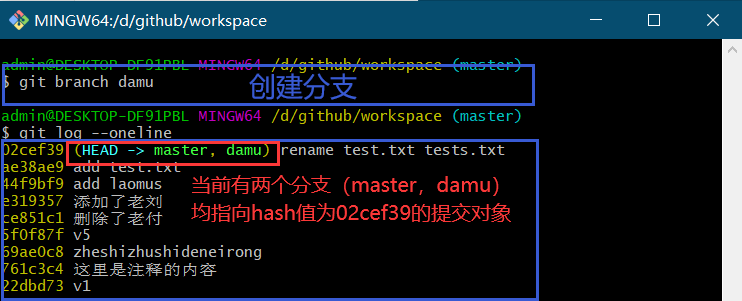 MINGW64:/d/github/workspace
admin@DESKTOP-DF91PBL MINGW64 /d/github/workspace (master)
$ git branch damu
创建分支
admin@DESKTOP-DF91PBL MINGW64 /d/github/workspace (master)
$ git log --oneline
02cef39 (HEAD -> master, damu) rename test.txt tests.txt
ae38ae9 add test.txt
44f9bf9 add laomus
e319357 添加了老刘
ce851c1 删除了老付
5f0f87f v5
69ae0c8 zheshizhushideneirong
761c3c4 这里是注释的内容
22dbd73 v1
当前有两个分支（master，damu）
均指向hash值为02cef39的提交对象